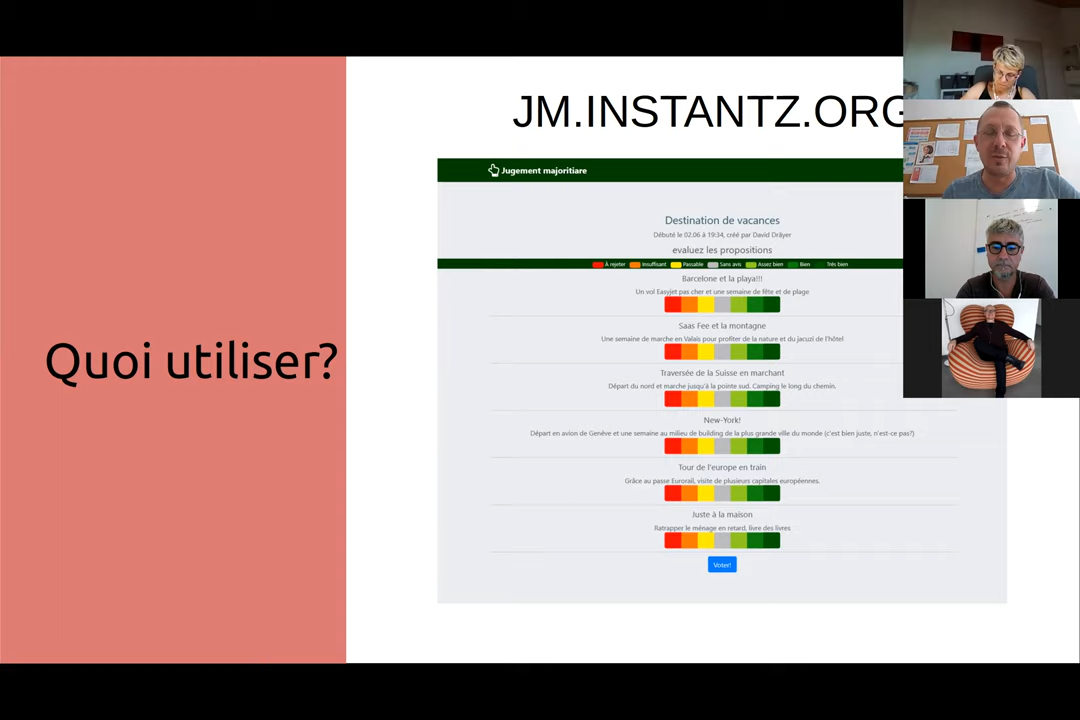 Quoi utiliser?
JM.INSTANTZ.ORG
Jugement majoritiare
Destination de vacances
Débuté le 02.06 à 19:34, créé par David Dräyer
evaluez les propositions
À rejeter Insuffisant Passable Sans avis Assez bien Bien Très bien
Barcelone et la playa!!!
Un vol Easyjet pas cher et une semaine de fête et de plage
Saas Fee et la montagne
Une semaine de marche en Valais pour profiter de la nature et du jacuzi de l'hôtel
Traversée de la Suisse en marchant
Départ du nord et marche jusqu'à la pointe sud. Camping le long du chemin.
New-York!
Départ en avion de Genève et une semaine au milieu de building de la plus grande ville du monde (c'est bien juste, n'est-ce pas?)
Tour de l'europe en train
Grâce au passe Eurorail, visite de plusieurs capitales européennes.
Juste à la maison
Ratrapper le ménage en retard, livre des livres
Voter!